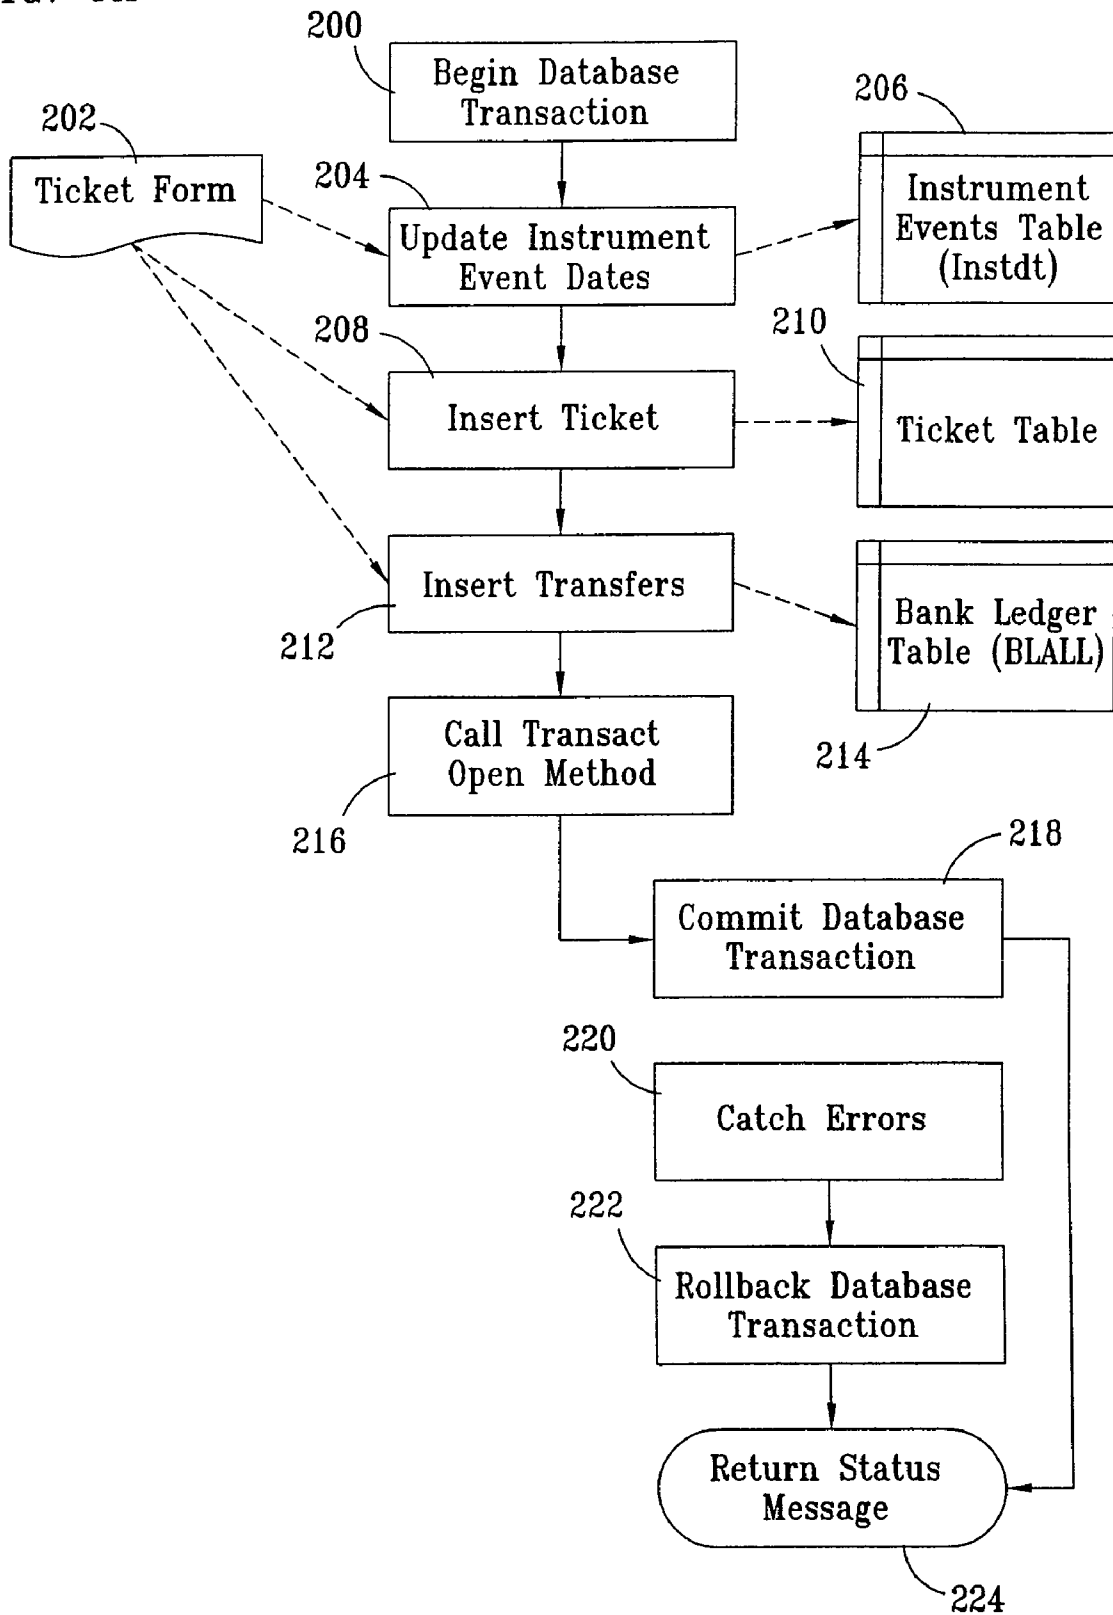 200
Begin Database
Transaction
202
Ticket Form
204
Update Instrument
Event Dates
206
Instrument
Events Table
(Instdt)
208
Insert Ticket
210
Ticket Table
212
Insert Transfers
Bank Ledger
Table (BLALL)
214
Call Transact
Open Method
216
218
Commit Database
Transaction
220
Catch Errors
222
Rollback Database
Transaction
Return Status
Message
224